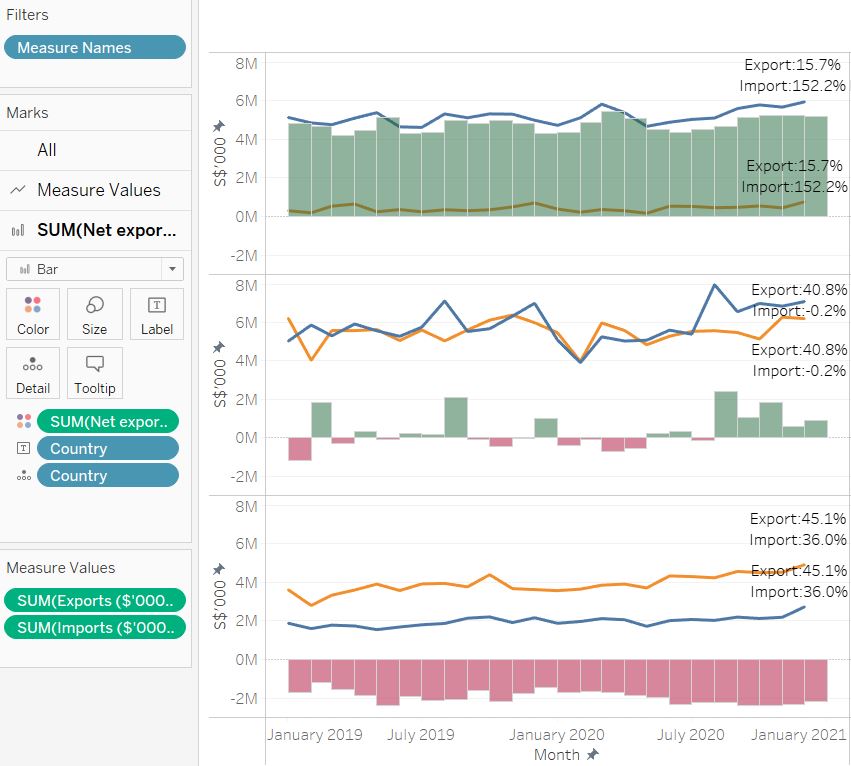 Filters
Measure Names
Marks
All
Measure Values
SUM(Net expor...
Bar
Color
Size
Label
Detail
Tooltip
SUM(Net expor..
Country
Country
Measure Values
SUM(Exports ($'000..
SUM(Imports ($'000..
8M
6M
4M
2M
0M
-2M
S$'000
Export:15.7%
Import:152.2%
Export:15.7%
Import:152.2%
8M
6M
4M
2M
0M
-2M
S$'000
Export:40.8%
Import:-0.2%
Export:40.8%
Import:-0.2%
8M
6M
4M
2M
0M
-2M
S$'000
Export:45.1%
Import:36.0%
Export:45.1%
Import:36.0%
January 2019 July 2019 January 2020 July 2020 January 2021
Month